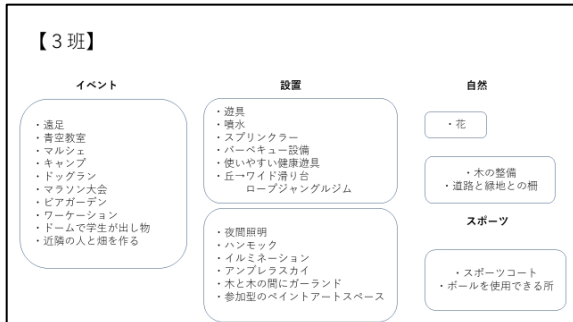 【３班】
イベント
・遠足
・青空教室
・マルシェ
・キャンプ
・ドッグラン
・マラソン大会
・ビアガーデン
・ワーケーション
・ドームで学生が出し物
・近隣の人と畑を作る
設置
・遊具
・噴水
・スプリンクラー
・バーベキュー設備
・使いやすい健康遊具
・丘→ワイド滑り台
ロープジャングルジム
・夜間照明
・ハンモック
・イルミネーション
・アンブレラスカイ
・木と木の間にガーランド
・参加型のペイントアートスペース
自然
・花
・木の整備
・道路と緑地との柵
スポーツ
・スポーツコート
・ボールを使用できる所